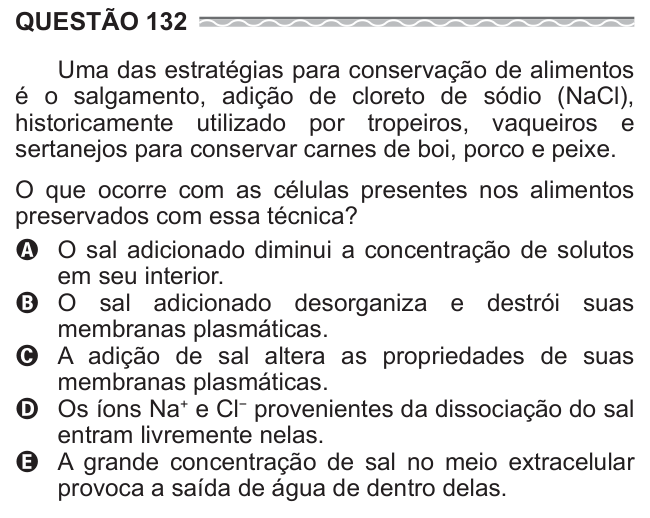 QUESTÃO 132
Uma das estratégias para conservação de alimentos
é o salgamento, adição de cloreto de sódio (NaCl),
historicamente utilizado por tropeiros, vaqueiros e
sertanejos para conservar carnes de boi, porco e peixe.
O que ocorre com as células presentes nos alimentos
preservados com essa técnica?
A O sal adicionado diminui a concentração de solutos
em seu interior.
B O sal adicionado desorganiza e destrói suas
membranas plasmáticas.
C A adição de sal altera as propriedades de suas
membranas plasmáticas.
D Os íons Na⁺ e Cl⁻ provenientes da dissociação do sal
entram livremente nelas.
E A grande concentração de sal no meio extracelular
provoca a saída de água de dentro delas.